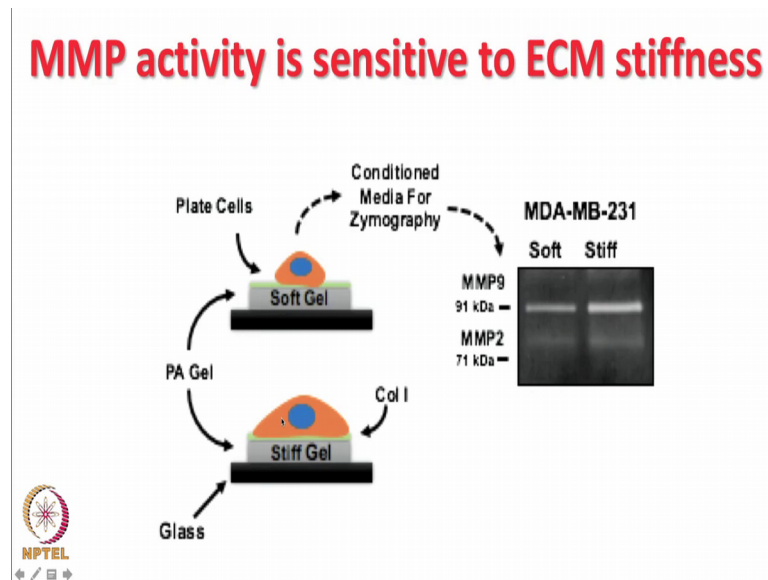 MMP activity is sensitive to ECM stiffness
Conditioned
Media For
Zymography
Plate Cells
MDA-MB-231
Soft Stiff
Soft Gel
MMP9
91 kDa
MMP2
71 kDa
PA Gel
Col I
Stiff Gel
Glass
NPTEL